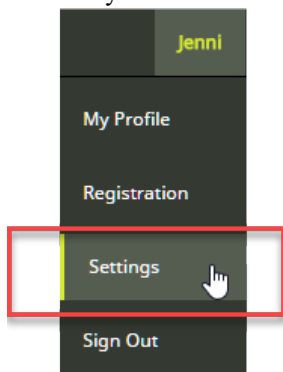 Jenni
My Profile
Registration
Settings
Sign Out